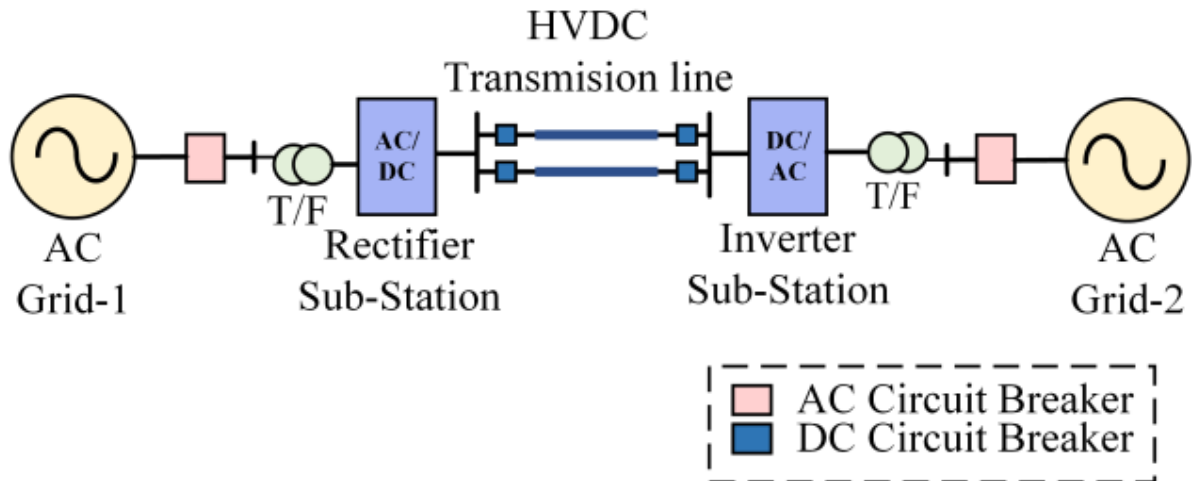 HVDC
Transmision line
AC/
DC
DC/
AC
T/F
T/F
Rectifier
Sub-Station
Inverter
Sub-Station
AC
Grid-1
AC
Grid-2
AC Circuit Breaker
DC Circuit Breaker